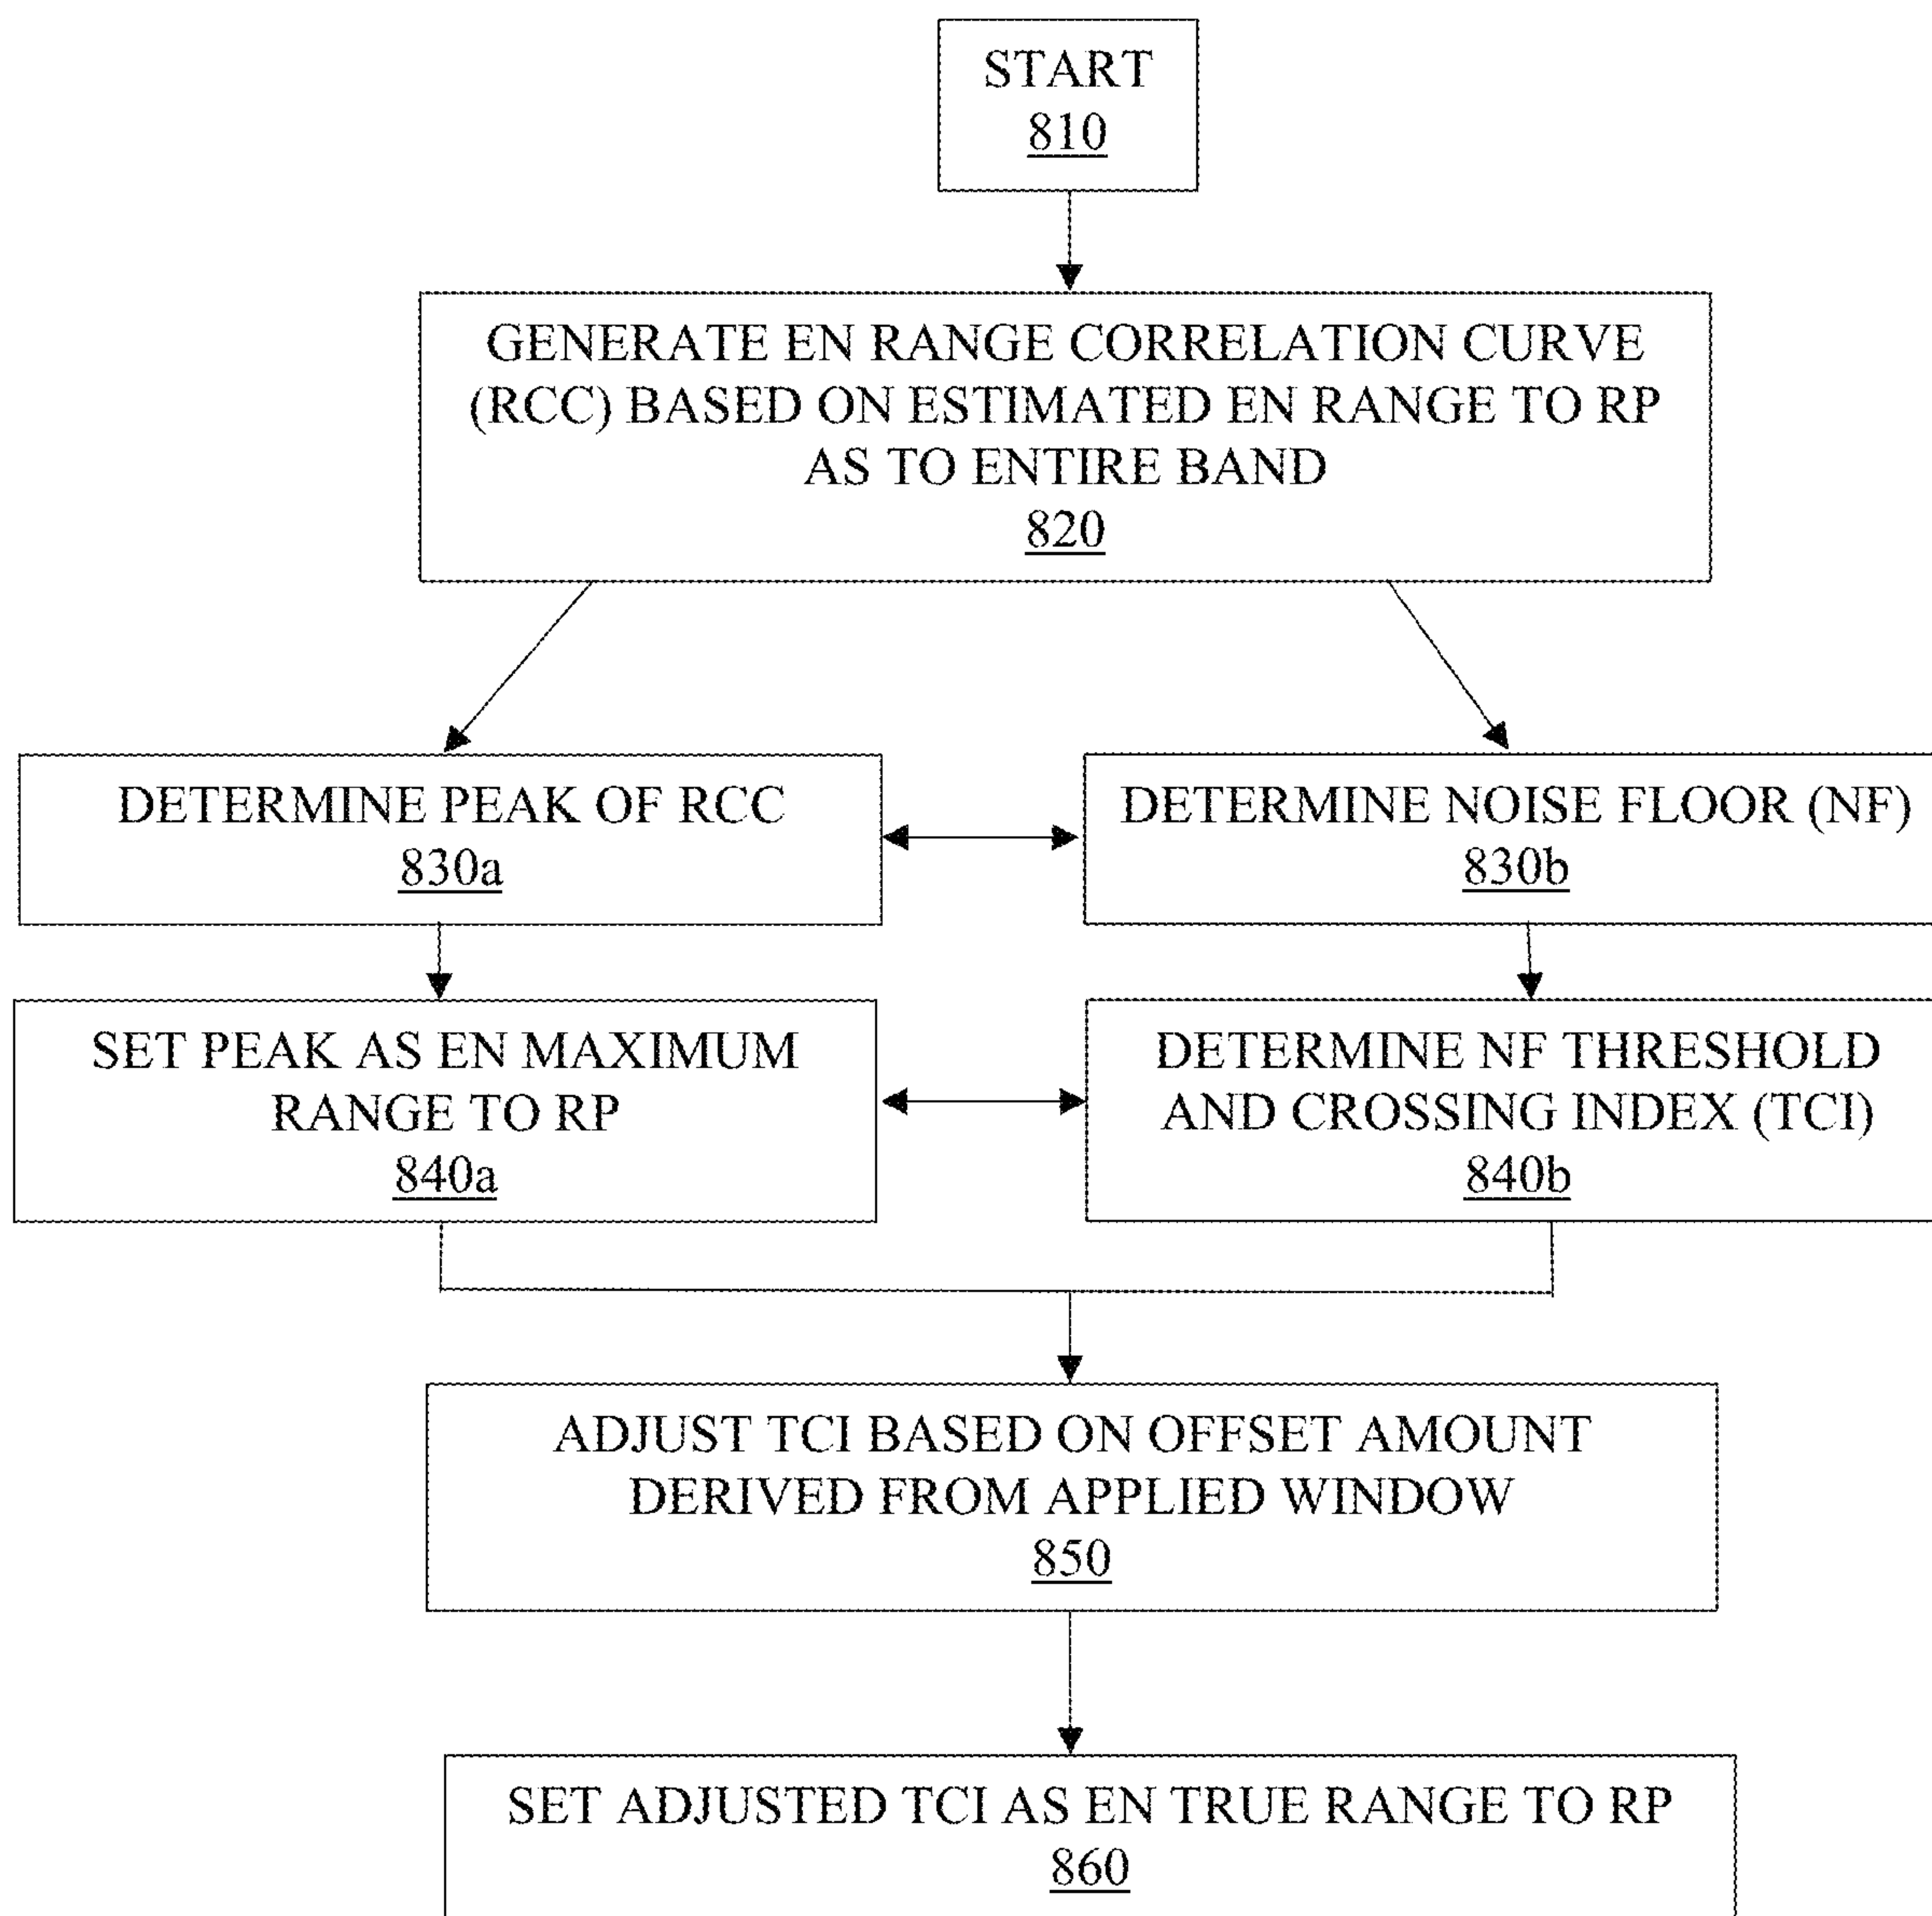 START
810
GENERATE EN RANGE CORRELATION CURVE
(RCC) BASED ON ESTIMATED EN RANGE TO RP
AS TO ENTIRE BAND
820
DETERMINE PEAK OF RCC
830a
DETERMINE NOISE FLOOR (NF)
830b
SET PEAK AS EN MAXIMUM
RANGE TO RP
840a
DETERMINE NF THRESHOLD
AND CROSSING INDEX (TCI)
840b
ADJUST TCI BASED ON OFFSET AMOUNT
DERIVED FROM APPLIED WINDOW
850
SET ADJUSTED TCI AS EN TRUE RANGE TO RP
860